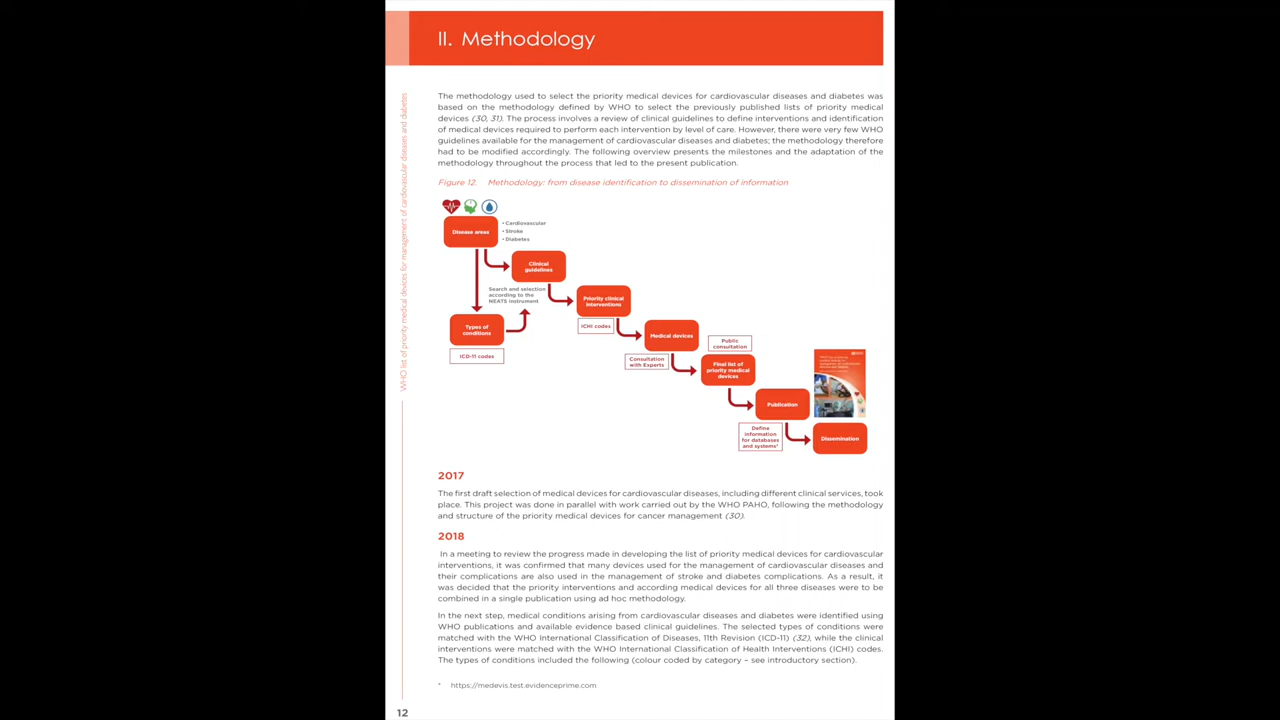 II. Methodology
WHO list of priority medical devices for management of cardiovascular diseases and diabetes
The methodology used to select the priority medical devices for cardiovascular diseases and diabetes was
based on the methodology defined by WHO to select the previously published lists of priority medical
devices (30, 31). The process involves a review of clinical guidelines to define interventions and identification
of medical devices required to perform each intervention by level of care. However, there were very few WHO
guidelines available for the management of cardiovascular diseases and diabetes; the methodology therefore
had to be modified accordingly. The following overview presents the milestones and the adaptation of the
methodology throughout the process that led to the present publication.
Figure 12. Methodology: from disease identification to dissemination of information
Disease areas
• Cardiovascular
• Stroke
• Diabetes
Clinical
guidelines
Search and selection
according to the
NEATS instrument
Types of
conditions
ICD-11 codes
Priority clinical
interventions
ICHI codes
Medical devices
Consultation
with Experts
Public
consultation
Final list of
priority medical
devices
Publication
Define
information
for databases
and systems*
Dissemination
2017
The first draft selection of medical devices for cardiovascular diseases, including different clinical services, took
place. This project was done in parallel with work carried out by the WHO PAHO, following the methodology
and structure of the priority medical devices for cancer management (30).
2018
In a meeting to review the progress made in developing the list of priority medical devices for cardiovascular
interventions, it was confirmed that many devices used for the management of cardiovascular diseases and
their complications are also used in the management of stroke and diabetes complications. As a result, it
was decided that the priority interventions and according medical devices for all three diseases were to be
combined in a single publication using ad hoc methodology.
In the next step, medical conditions arising from cardiovascular diseases and diabetes were identified using
WHO publications and available evidence based clinical guidelines. The selected types of conditions were
matched with the WHO International Classification of Diseases, 11th Revision (ICD-11) (32), while the clinical
interventions were matched with the WHO International Classification of Health Interventions (ICHI) codes.
The types of conditions included the following (colour coded by category – see introductory section).
* https://medevis.test.evidenceprime.com
12